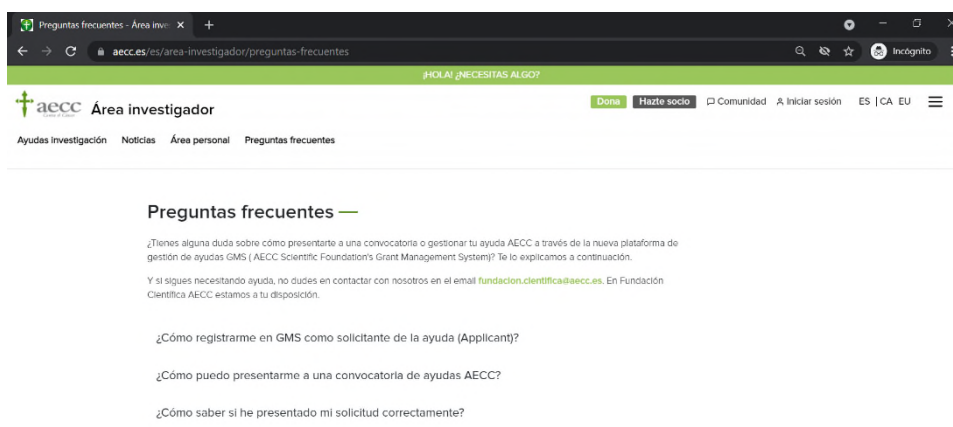 Preguntas frecuentes - Área inve
aecc.es/es/area-investigador/preguntas-frecuentes
Incógnito
¡HOLA! ¿NECESITAS ALGO?
aecc Área investigador
Dona Hazte socio Comunidad Iniciar sesión ES | CA EU
Ayudas investigación Noticias Área personal Preguntas frecuentes
Preguntas frecuentes
¿Tienes alguna duda sobre cómo presentarte a una convocatoria o gestionar tu ayuda AECC a través de la nueva plataforma de
gestión de ayudas GMS ( AECC Scientific Foundation's Grant Management System)? Te lo explicamos a continuación.
Y si sigues necesitando ayuda, no dudes en contactar con nosotros en el email fundacion.cientifica@aecc.es. En Fundación
Científica AECC estamos a tu disposición.
¿Cómo registrarme en GMS como solicitante de la ayuda (Applicant)?
¿Cómo puedo presentarme a una convocatoria de ayudas AECC?
¿Cómo saber si he presentado mi solicitud correctamente?